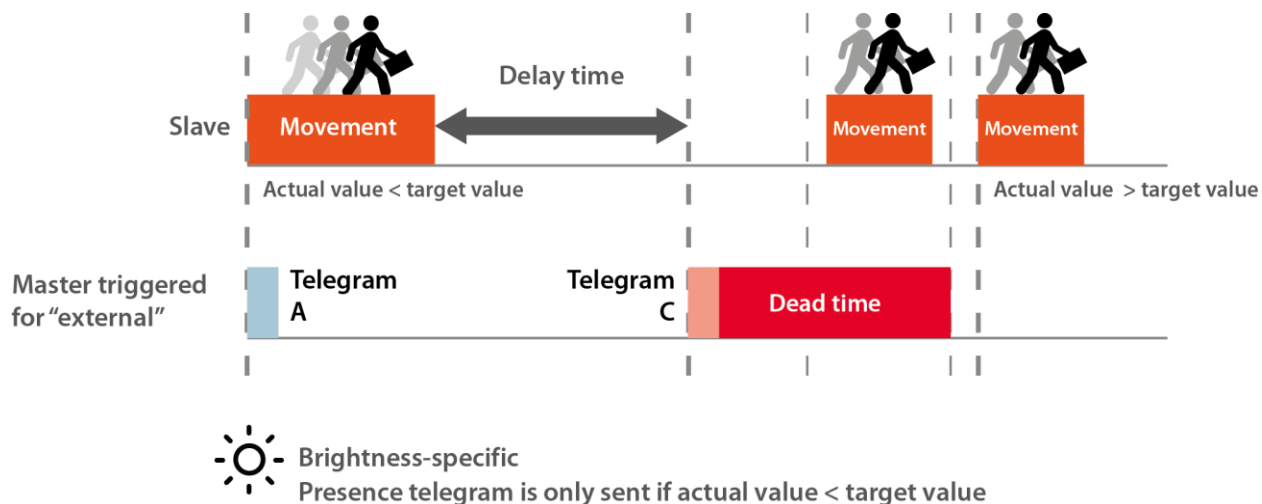 Delay time
Slave
Movement
Movement
Movement
Actual value < target value
Actual value > target value
Master triggered
for “external”
Telegram
A
Telegram
C
Dead time
Brightness-specific
Presence telegram is only sent if actual value < target value